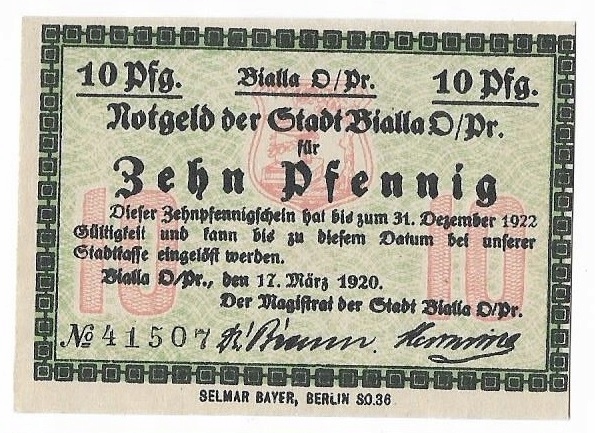 10 Pfg. Bialla O/Pr. 10 Pfg.
Notgeld der Stadt Bialla O/Pr.
für
Zehn Pfennig
Dieser Zehnpfennigschein hat bis zum 31. Dezember 1922
Gültigkeit und kann bis zu diesem Datum bei unserer
Stadtkasse eingelöst werden.
Bialla O/Pr., den 17. März 1920.
Der Magistrat der Stadt Bialla O/Pr.
№ 41507
10 10
SELMAR BAYER, BERLIN SO.36